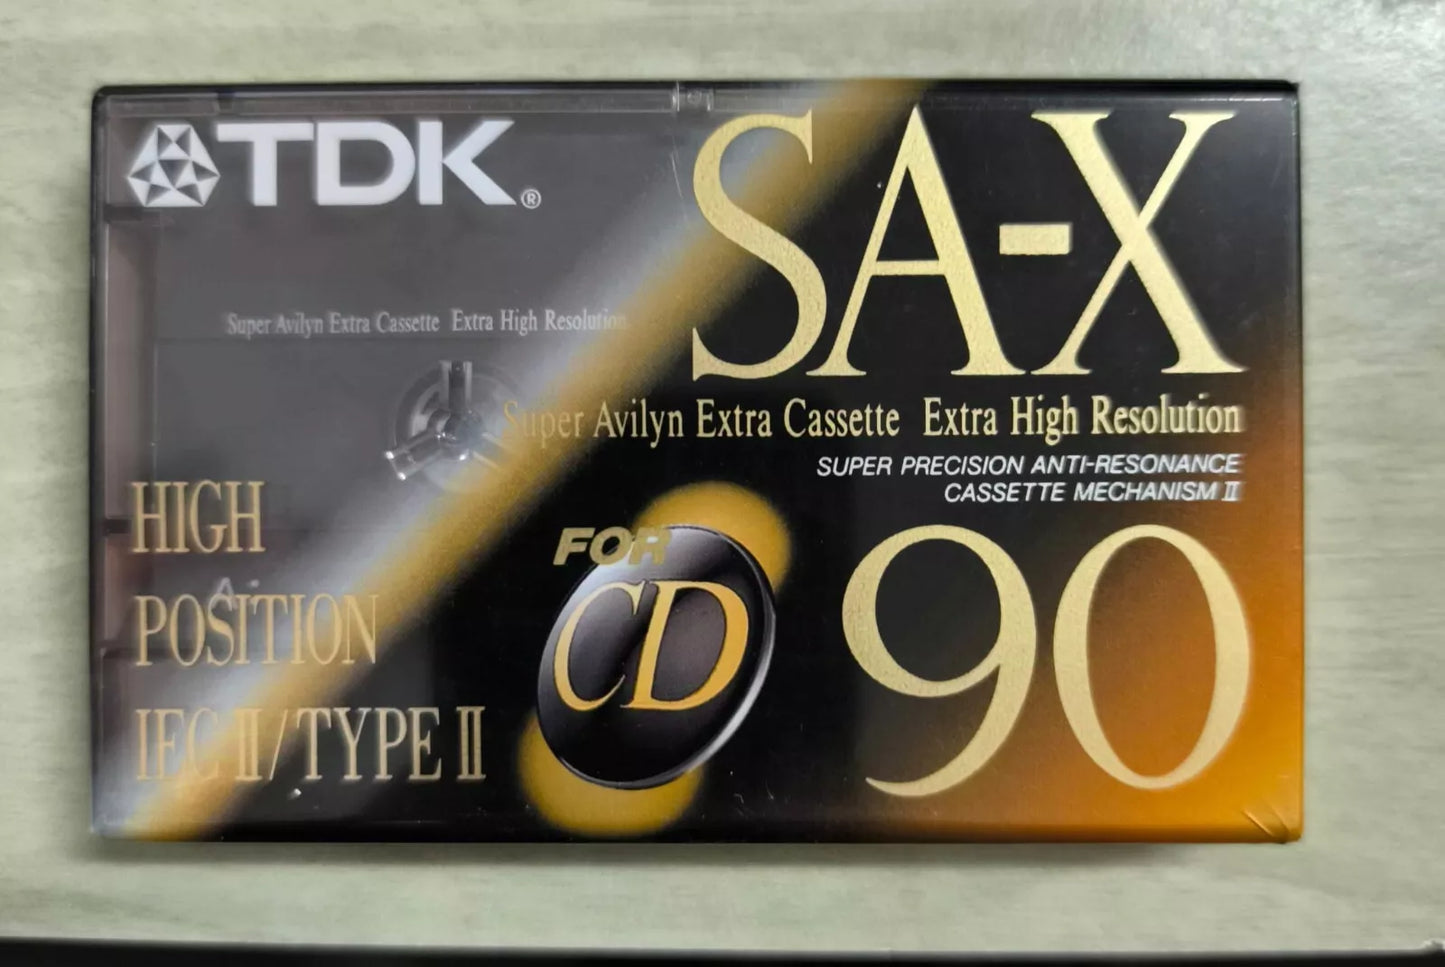 TDK®
SA-X
Super Avilyn Extra Cassette Extra High Resolution
Super Avilyn Extra Cassette Extra High Resolution
SUPER PRECISION ANTI-RESONANCE
CASSETTE MECHANISM II
HIGH
POSITION
IEC II/TYPE II
FOR
CD
90